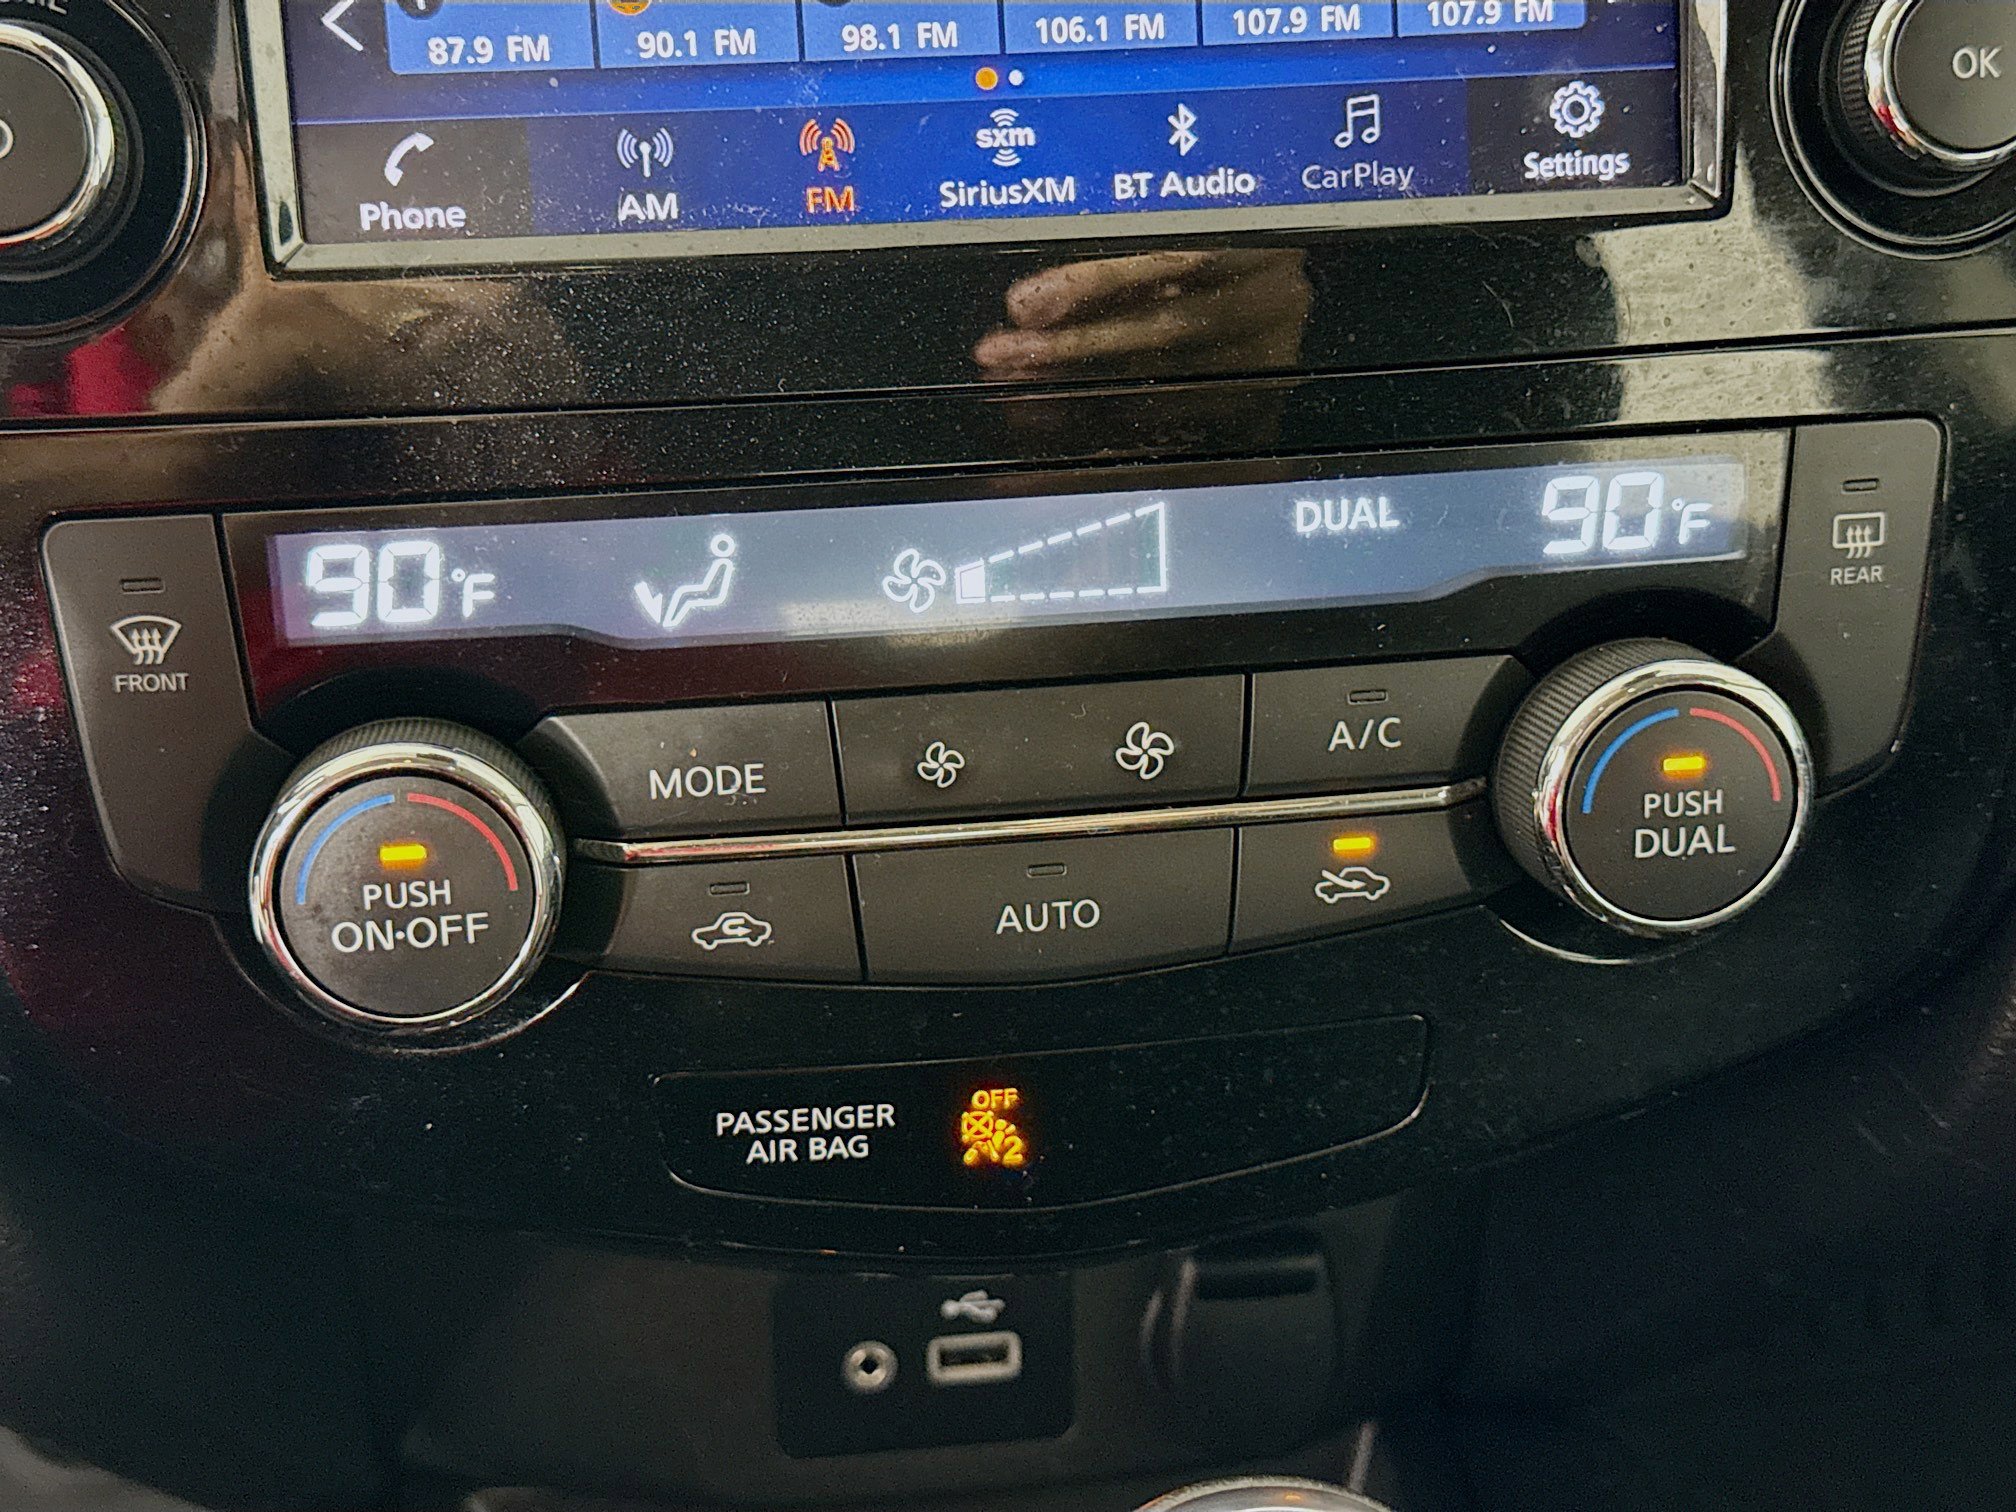 87.9 FM
90.1 FM
98.1 FM
106.1 FM
107.9 FM
107.9 FM
OK
Phone
AM
FM
sxm
SiriusXM
BT Audio
CarPlay
Settings
90°F
DUAL
90°F
FRONT
REAR
MODE
A/C
PUSH
ON•OFF
AUTO
PUSH
DUAL
PASSENGER
AIR BAG
OFF
2